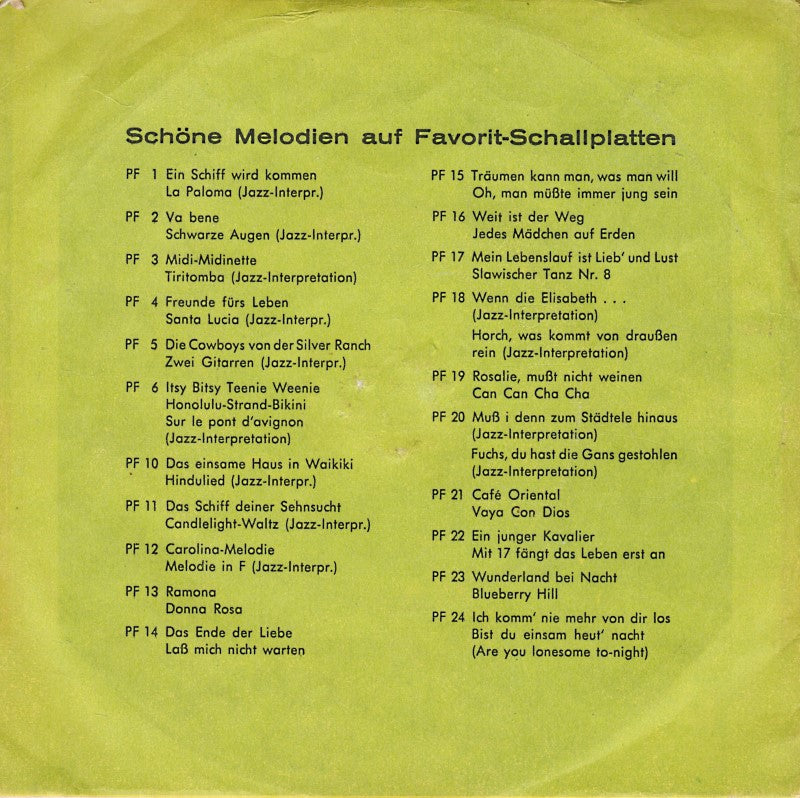 Schöne Melodien auf Favorit-Schallplatten
PF 1 Ein Schiff wird kommen
La Paloma (Jazz-Interpr.)
PF 2 Va bene
Schwarze Augen (Jazz-Interpr.)
PF 3 Midi-Midinette
Tiritomba (Jazz-Interpretation)
PF 4 Freunde fürs Leben
Santa Lucia (Jazz-Interpr.)
PF 5 Die Cowboys von der Silver Ranch
Zwei Gitarren (Jazz-Interpr.)
PF 6 Itsy Bitsy Teenie Weenie
Honolulu-Strand-Bikini
Sur le pont d'avignon
(Jazz-Interpretation)
PF 10 Das einsame Haus in Waikiki
Hindulied (Jazz-Interpr.)
PF 11 Das Schiff deiner Sehnsucht
Candlelight-Waltz (Jazz-Interpr.)
PF 12 Carolina-Melodie
Melodie in F (Jazz-Interpr.)
PF 13 Ramona
Donna Rosa
PF 14 Das Ende der Liebe
Laß mich nicht warten
PF 15 Träumen kann man, was man will
Oh, man müßte immer jung sein
PF 16 Weit ist der Weg
Jedes Mädchen auf Erden
PF 17 Mein Lebenslauf ist Lieb' und Lust
Slawischer Tanz Nr. 8
PF 18 Wenn die Elisabeth . . .
(Jazz-Interpretation)
Horch, was kommt von draußen
rein (Jazz-Interpretation)
PF 19 Rosalie, mußt nicht weinen
Can Can Cha Cha
PF 20 Muß i denn zum Städtele hinaus
(Jazz-Interpretation)
Fuchs, du hast die Gans gestohlen
(Jazz-Interpretation)
PF 21 Café Oriental
Vaya Con Dios
PF 22 Ein junger Kavalier
Mit 17 fängt das Leben erst an
PF 23 Wunderland bei Nacht
Blueberry Hill
PF 24 Ich komm' nie mehr von dir los
Bist du einsam heut' nacht
(Are you lonesome to-night)